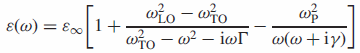 ε(ω) = ε∞ [ 1 + (ω²LO − ω²TO) / (ω²TO − ω² − iωΓ) − ω²P / (ω(ω + iγ)) ]